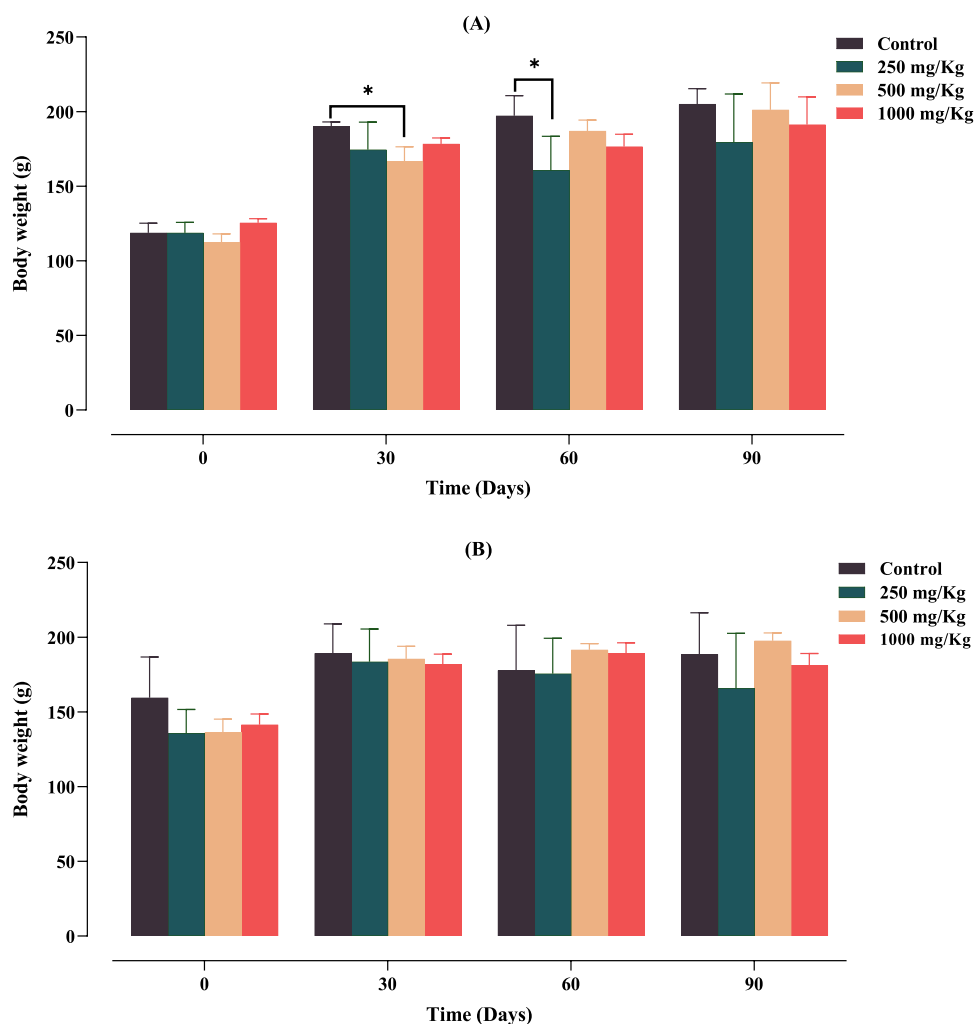 (A)
250
200
150
100
50
0
Body weight (g)
Control
250 mg/Kg
500 mg/Kg
1000 mg/Kg
*
*
0 30 60 90
Time (Days)
(B)
250
200
150
100
50
0
Body weight (g)
Control
250 mg/Kg
500 mg/Kg
1000 mg/Kg
0 30 60 90
Time (Days)